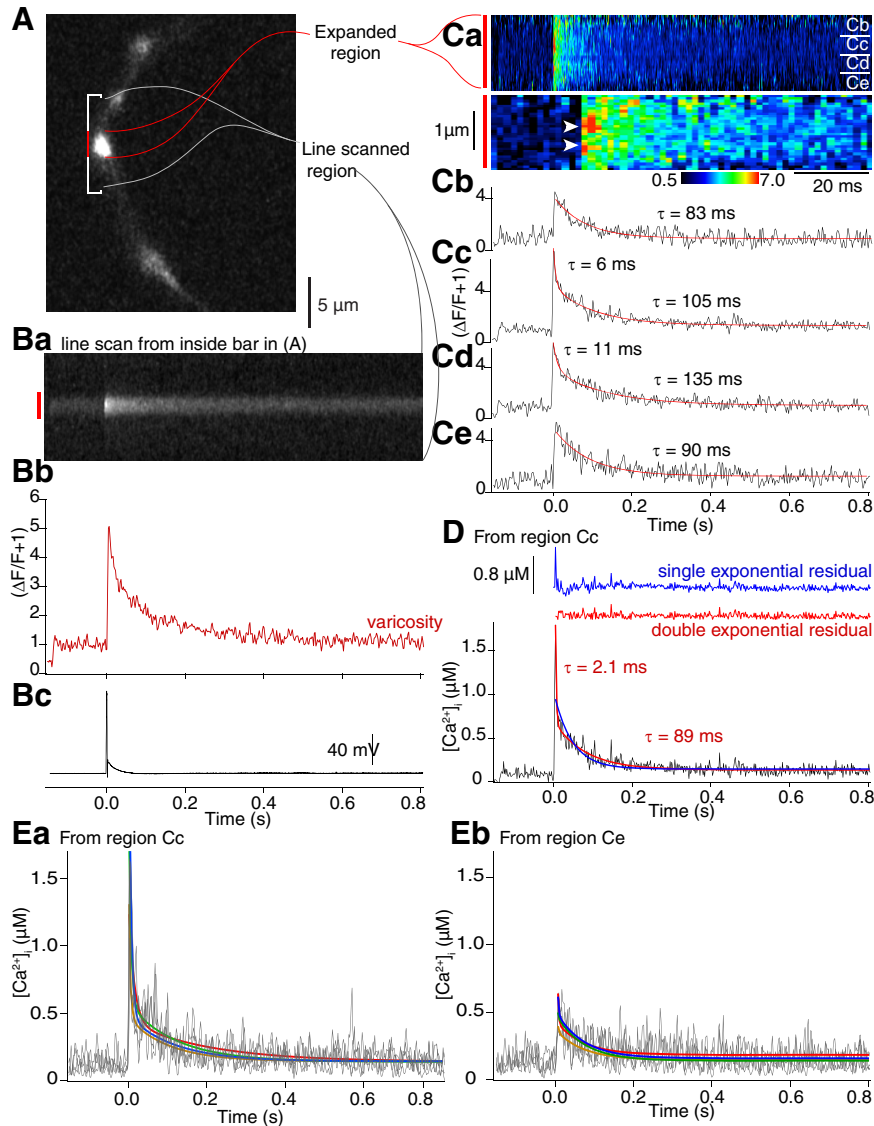 A
Expanded
region
Line scanned
region
5 µm
Ca
Cb
Cc
Cd
Ce
1µm
0.5
7.0
20 ms
Ba line scan from inside bar in (A)
Bb
6
5
4
3
2
1
0
(ΔF/F+1)
varicosity
Bc
40 mV
0.0 0.2 0.4 0.6 0.8
Time (s)
Cb
4
0
τ = 83 ms
Cc
4
0
(ΔF/F+1)
τ = 6 ms
τ = 105 ms
Cd
4
0
τ = 11 ms
τ = 135 ms
Ce
4
0
τ = 90 ms
0.0 0.2 0.4 0.6 0.8
Time (s)
D From region Cc
0.8 µM
single exponential residual
double exponential residual
1.5
1.0
0.5
0
[Ca²⁺]i (µM)
τ = 2.1 ms
τ = 89 ms
0.0 0.2 0.4 0.6 0.8
Time (s)
Ea From region Cc
1.5
1.0
0.5
0
[Ca²⁺]i (µM)
0.0 0.2 0.4 0.6 0.8
Time (s)
Eb From region Ce
1.5
1.0
0.5
0
[Ca²⁺]i (µM)
0.0 0.2 0.4 0.6 0.8
Time (s)